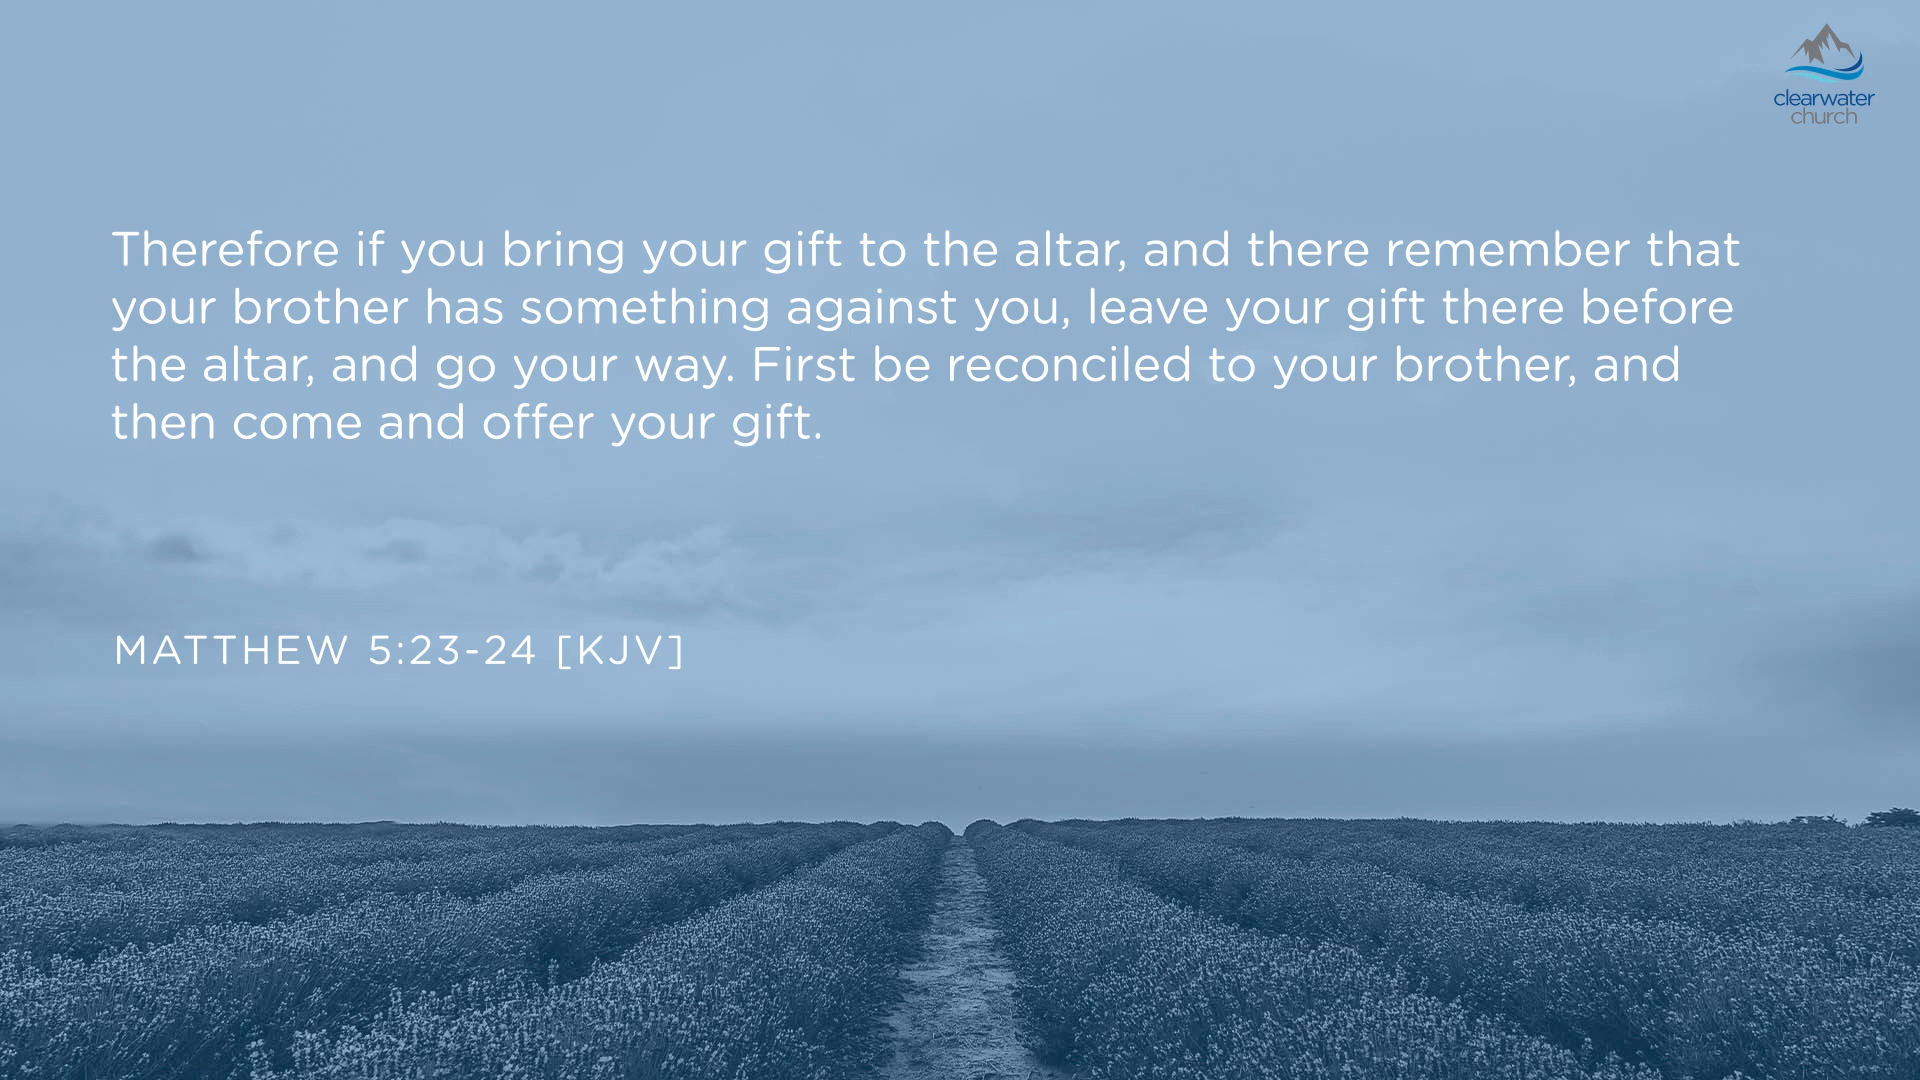 clearwater
church
Therefore if you bring your gift to the altar, and there remember that
your brother has something against you, leave your gift there before
the altar, and go your way. First be reconciled to your brother, and
then come and offer your gift.
MATTHEW 5:23-24 [KJV]